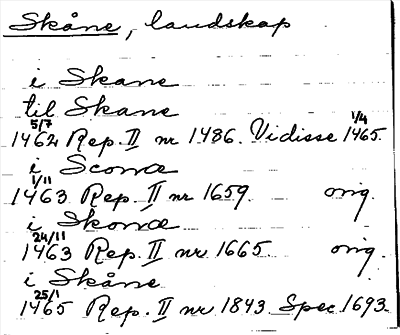 Skåne, landskap
i Skane
til Skane
5/7 1/4
1462 Rep. II nr 1486. Vidisse 1465.
i Scona
1/11
1463 Rep. II nr 1659. orig.
i Skona
24/11
1463 Rep. II nr 1665 orig.
i Skåne
25/1
1465 Rep. II nr 1843 Spec 1693.